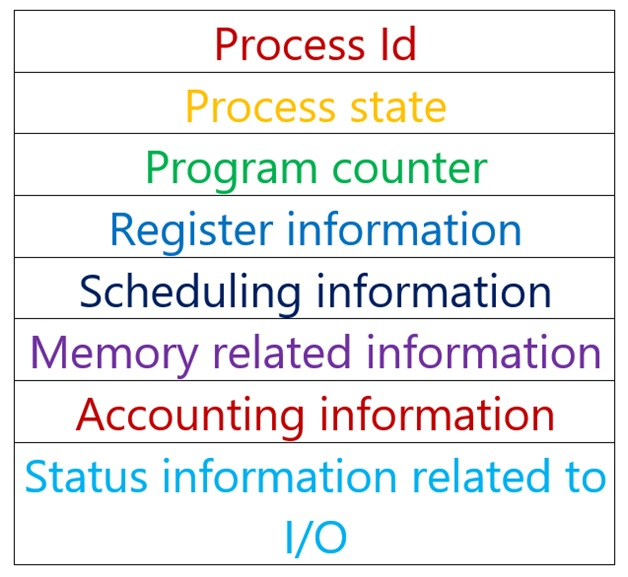 Process Id
Process state
Program counter
Register information
Scheduling information
Memory related information
Accounting information
Status information related to
I/O